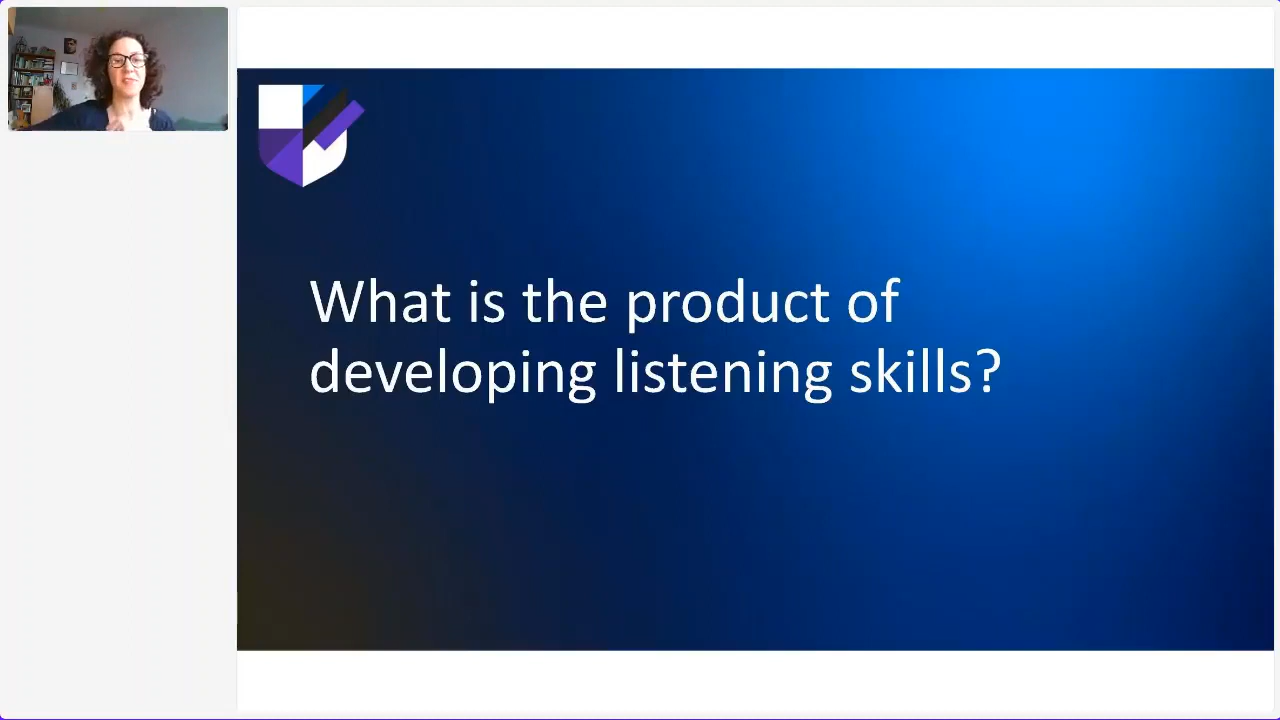 What is the product of
developing listening skills?